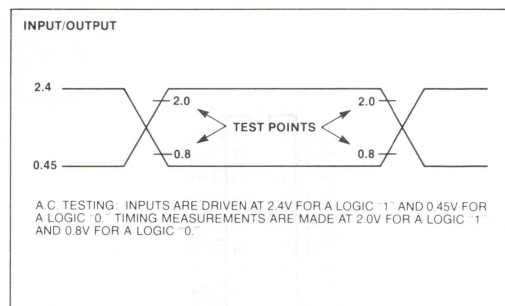 INPUT/OUTPUT
2.4
2.0 2.0
TEST POINTS
0.8 0.8
0.45
A.C. TESTING: INPUTS ARE DRIVEN AT 2.4V FOR A LOGIC "1" AND 0.45V FOR
A LOGIC "0." TIMING MEASUREMENTS ARE MADE AT 2.0V FOR A LOGIC "1"
AND 0.8V FOR A LOGIC "0."